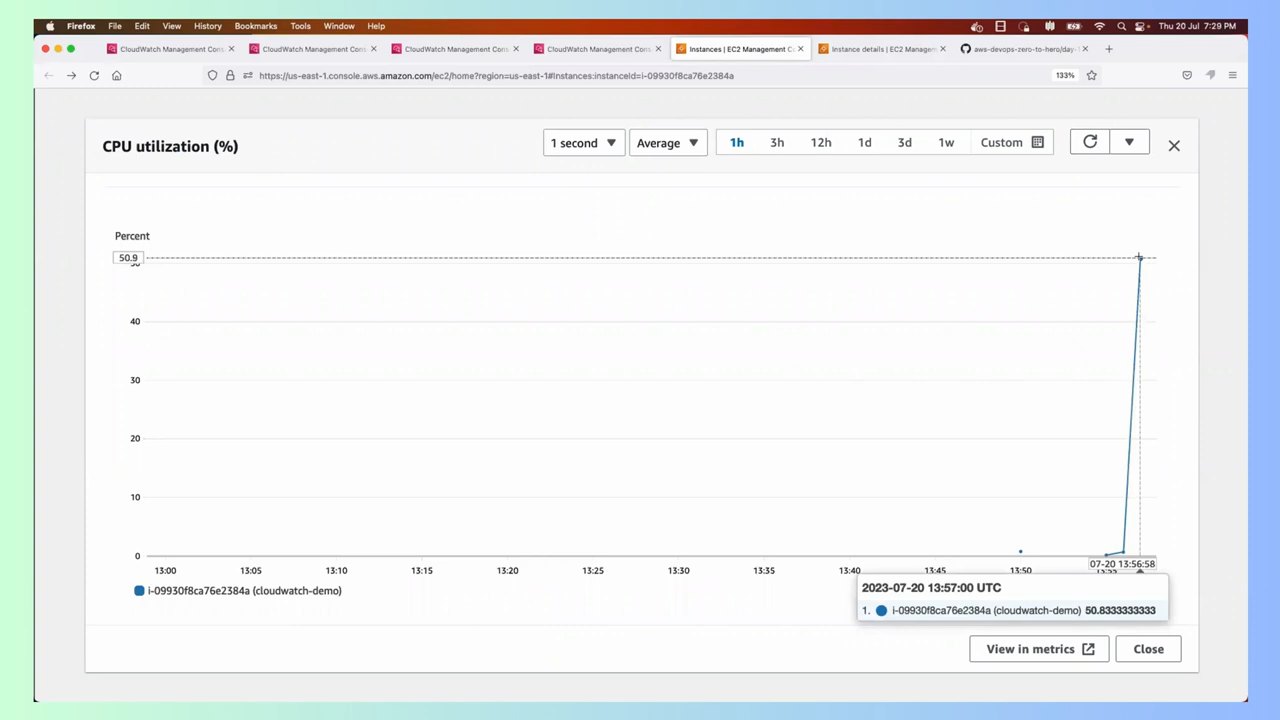 Firefox File Edit View History Bookmarks Tools Window Help Thu 20 Jul 7:29 PM
CloudWatch Management Con CloudWatch Management Con CloudWatch Management Con CloudWatch Management Con Instances | EC2 Management C Instance details | EC2 Managem aws-devops-zero-to-hero/day-
https://us-east-1.console.aws.amazon.com/ec2/home?region=us-east-1#Instances:instanceId=i-09930f8ca76e2384a 133%
CPU utilization (%) 1 second Average 1h 3h 12h 1d 3d 1w Custom
Percent
50.9
50
40
30
20
10
0
13:00 13:05 13:10 13:15 13:20 13:25 13:30 13:35 13:40 13:45 13:50 13:55
07-20 13:56:58
i-09930f8ca76e2384a (cloudwatch-demo)
2023-07-20 13:57:00 UTC
1. i-09930f8ca76e2384a (cloudwatch-demo) 50.8333333333
View in metrics Close